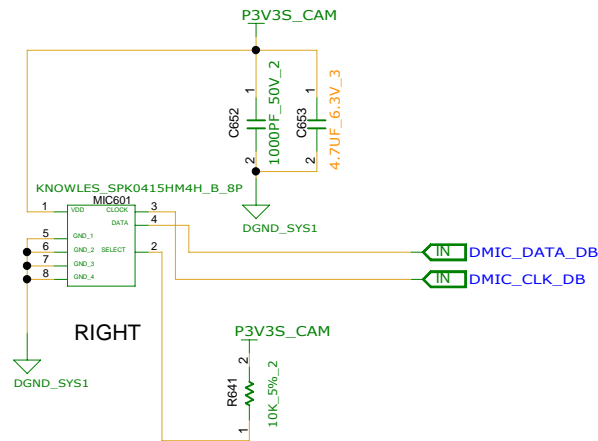 P3V3S_CAM
1
1
C652
1000PF_50V_2
C653
4.7UF_6.3V_3
2
2
DGND_SYS1
KNOWLES_SPK0415HM4H_B_8P
MIC601
1 VDD CLOCK 3
DATA 4
5 GND_1
6 GND_2 SELECT 2
7 GND_3
8 GND_4
IN DMIC_DATA_DB
IN DMIC_CLK_DB
RIGHT
DGND_SYS1
P3V3S_CAM
2
R641
10K_5%_2
1